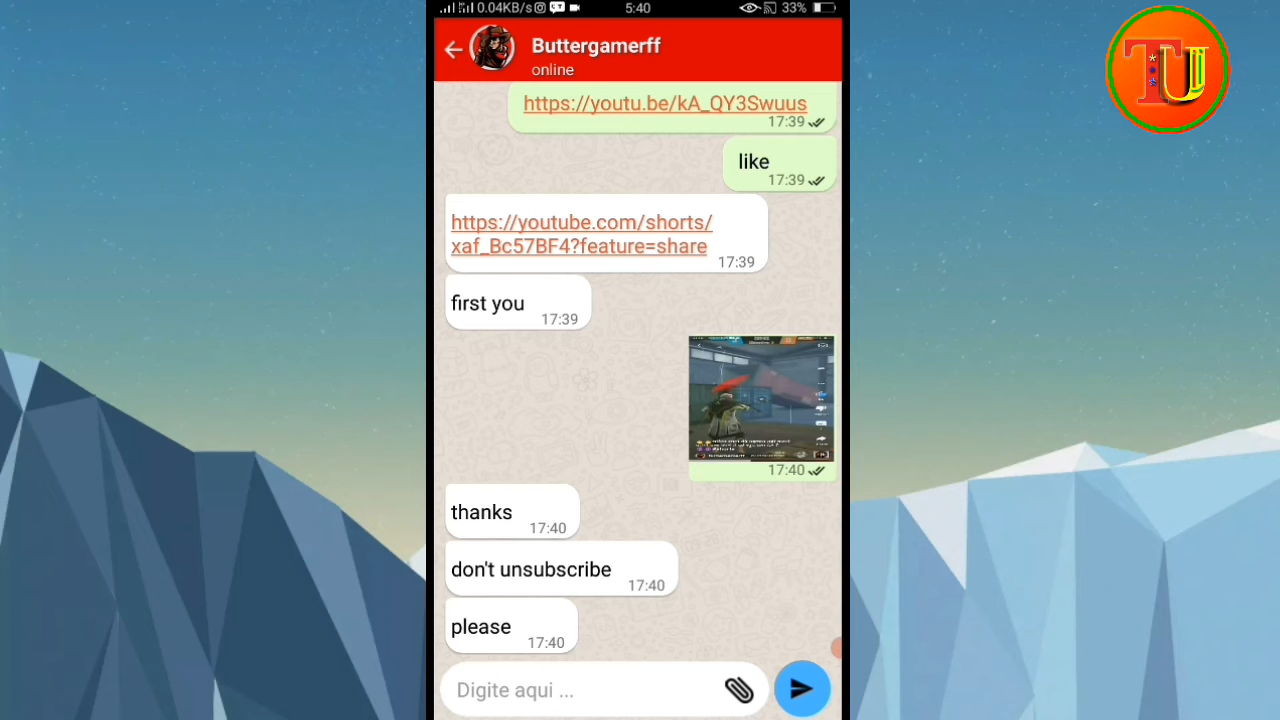 0.04KB/s
5:40
33%
TU
Buttergamerff
online
https://youtu.be/kA_QY3Swuus
17:39
like
17:39
https://youtube.com/shorts/
xaf_Bc57BF4?feature=share
17:39
first you
17:39
17:40
thanks
17:40
don't unsubscribe
17:40
please
17:40
Digite aqui ...